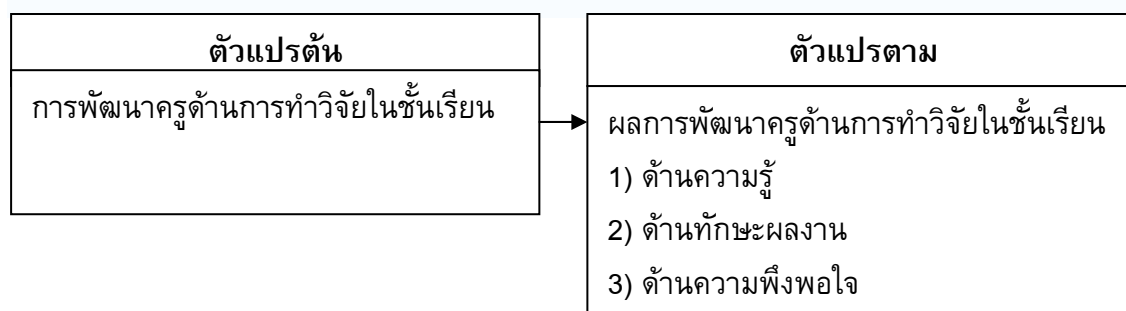 ตัวแปรต้น
การพัฒนาครูด้านการทำวิจัยในชั้นเรียน
ตัวแปรตาม
ผลการพัฒนาครูด้านการทำวิจัยในชั้นเรียน
1) ด้านความรู้
2) ด้านทักษะผลงาน
3) ด้านความพึงพอใจ